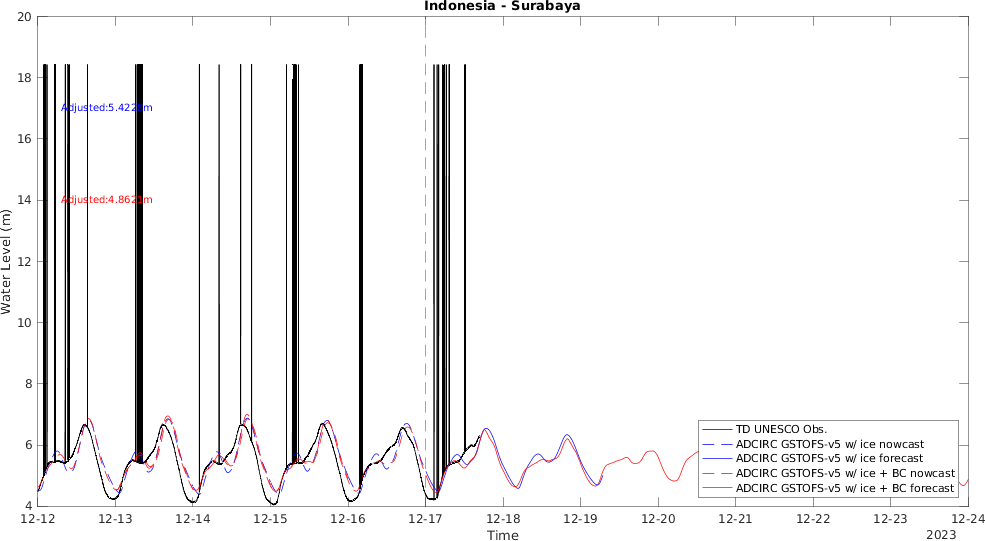 Indonesia - Surabaya
20
18
16
14
12
10
8
6
4
Water Level (m)
Adjusted:5.422m
Adjusted:4.862m
TD UNESCO Obs.
ADCIRC GSTOFS-v5 w/ ice nowcast
ADCIRC GSTOFS-v5 w/ ice forecast
ADCIRC GSTOFS-v5 w/ ice + BC nowcast
ADCIRC GSTOFS-v5 w/ ice + BC forecast
12-12 12-13 12-14 12-15 12-16 12-17 12-18 12-19 12-20 12-21 12-22 12-23 12-24
Time
2023